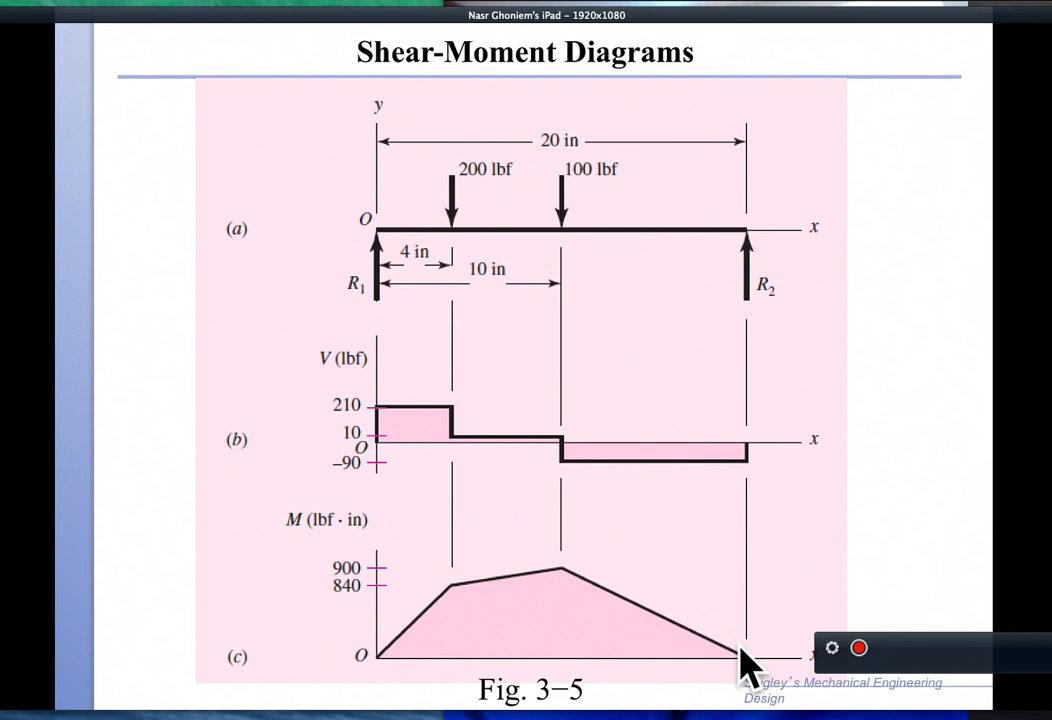 Nasr Ghoniem's iPad – 1920x1080
Shear-Moment Diagrams
y
20 in
200 lbf
100 lbf
O
x
(a)
4 in
10 in
R₁
R₂
V (lbf)
210
10
O
–90
(b)
x
M (lbf · in)
900
840
O
(c)
Fig. 3–5
Mechanical Engineering
Design